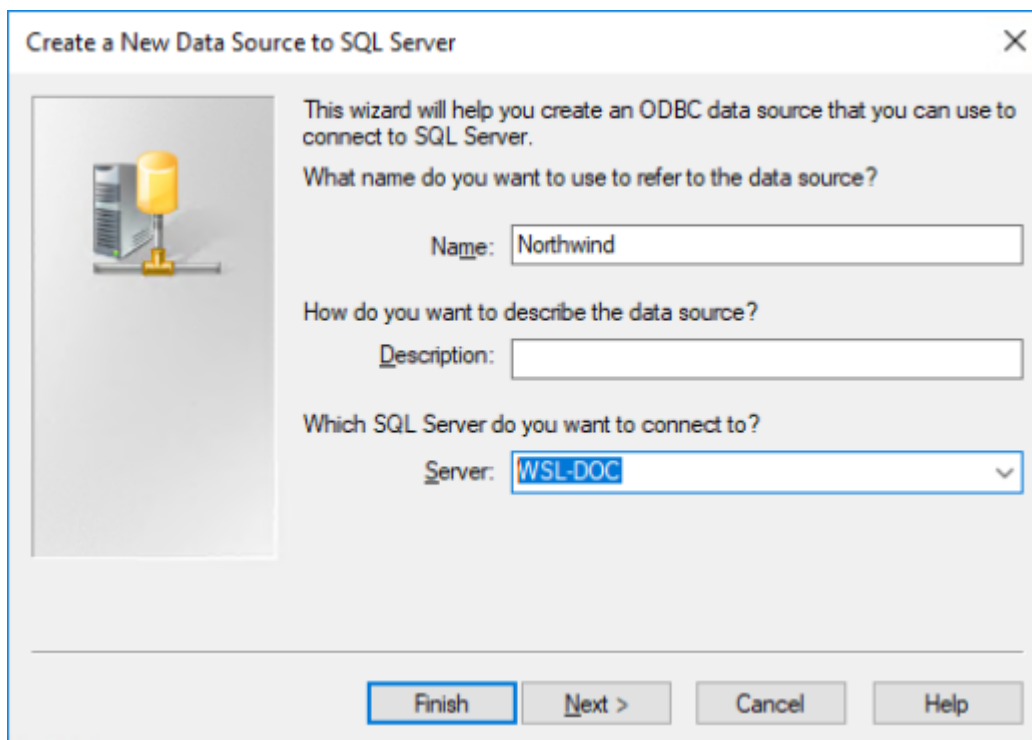 Create a New Data Source to SQL Server
This wizard will help you create an ODBC data source that you can use to
connect to SQL Server.
What name do you want to use to refer to the data source?
Name: Northwind
How do you want to describe the data source?
Description:
Which SQL Server do you want to connect to?
Server: WSL-DOC
Finish Next > Cancel Help